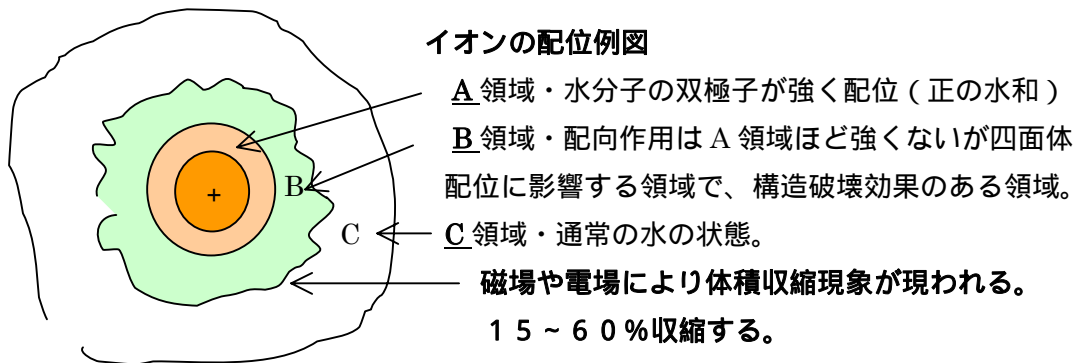 イオンの配位例図
A 領域・水分子の双極子が強く配位(正の水和)
B 領域・配向作用は A 領域ほど強くないが四面体
配位に影響する領域で、構造破壊効果のある領域。
C 領域・通常の水の状態。
磁場や電場により体積収縮現象が現われる。
15~60%収縮する。
+
B
C